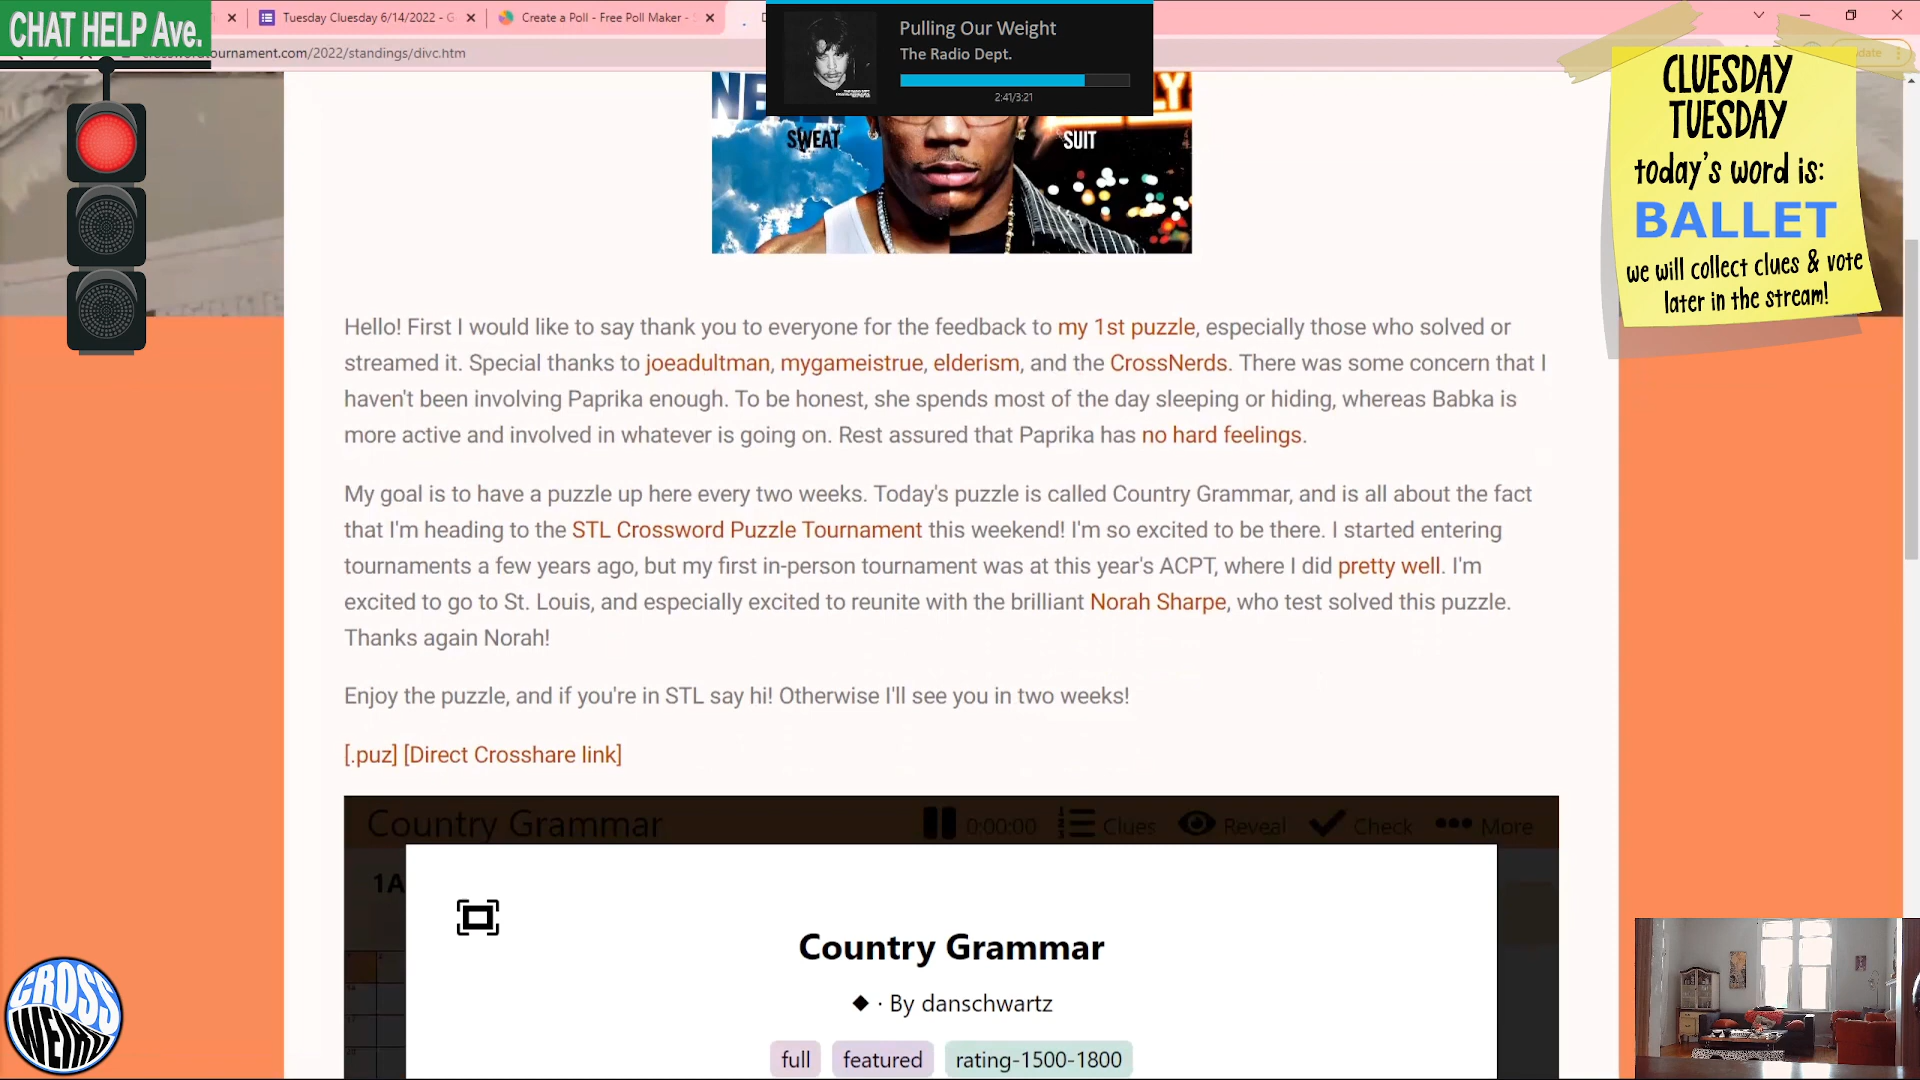 CHAT HELP Ave.
Tuesday Cluesday 6/14/2022 - G
Create a Poll - Free Poll Maker -
tournament.com/2022/standings/divc.htm
Pulling Our Weight
The Radio Dept.
2:41/3:21
CLUESDAY
TUESDAY
today's word is:
BALLET
we will collect clues & vote
later in the stream!
SWEAT
SUIT
Hello! First I would like to say thank you to everyone for the feedback to my 1st puzzle, especially those who solved or
streamed it. Special thanks to joeadultman, mygameistrue, elderism, and the CrossNerds. There was some concern that I
haven't been involving Paprika enough. To be honest, she spends most of the day sleeping or hiding, whereas Babka is
more active and involved in whatever is going on. Rest assured that Paprika has no hard feelings.
My goal is to have a puzzle up here every two weeks. Today's puzzle is called Country Grammar, and is all about the fact
that I'm heading to the STL Crossword Puzzle Tournament this weekend! I'm so excited to be there. I started entering
tournaments a few years ago, but my first in-person tournament was at this year's ACPT, where I did pretty well. I'm
excited to go to St. Louis, and especially excited to reunite with the brilliant Norah Sharpe, who test solved this puzzle.
Thanks again Norah!
Enjoy the puzzle, and if you're in STL say hi! Otherwise I'll see you in two weeks!
[.puz] [Direct Crosshare link]
Country Grammar
0:00:00 Clues Reveal Check More
1A
Country Grammar
◆ · By danschwartz
full featured rating-1500-1800
CROSS
WEIRD